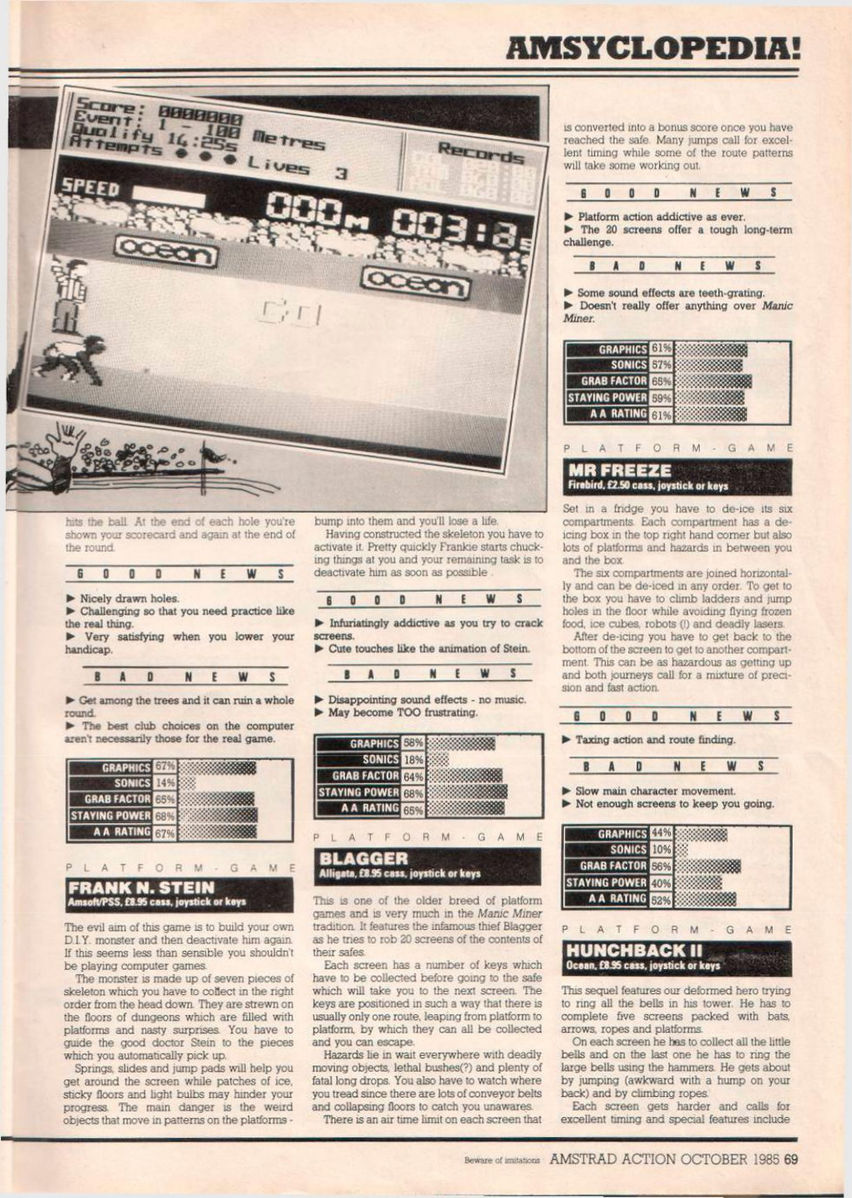 AMSYCLOPEDIA!
Score: 0000000
Event: 1 - 100 Metres
Qualify 14:25s
Attempts
Lives 3
Records
SPEED
000M 003:3s
ocean
ocean
hits the ball. At the end of each hole you're
shown your scorecard and again at the end of
the round.
GOOD NEWS
► Nicely drawn holes.
► Challenging so that you need practice like
the real thing.
► Very satisfying when you lower your
handicap.
BAD NEWS
► Get among the trees and it can ruin a whole
round.
► The best club choices on the computer
aren't necessarily those for the real game.
GRAPHICS 67%
SONICS 14%
GRAB FACTOR 65%
STAYING POWER 68%
AA RATING 67%
PLATFORM-GAME
FRANK N. STEIN
Amsoft/PSS, £8.95 cass, joystick or keys
The evil aim of this game is to build your own
D.I.Y. monster and then deactivate him again.
If this seems less than sensible you shouldn't
be playing computer games.
The monster is made up of seven pieces of
skeleton which you have to collect in the right
order from the head down. They are strewn on
the floors of dungeons which are filled with
platforms and nasty surprises. You have to
guide the good doctor Stein to the pieces
which you automatically pick up.
Springs, slides and jump pads will help you
get around the screen while patches of ice,
sticky floors and light bulbs may hinder your
progress. The main danger is the weird
objects that move in patterns on the platforms -
bump into them and you'll lose a life.
Having constructed the skeleton you have to
activate it. Pretty quickly Frankie starts chuck-
ing things at you and your remaining task is to
deactivate him as soon as possible .
GOOD NEWS
► Infuriatingly addictive as you try to crack
screens.
► Cute touches like the animation of Stein.
BAD NEWS
► Disappointing sound effects - no music.
► May become TOO frustrating.
GRAPHICS 58%
SONICS 18%
GRAB FACTOR 64%
STAYING POWER 68%
AA RATING 65%
PLATFORM-GAME
BLAGGER
Alligata, £8.95 cass, joystick or keys
This is one of the older breed of platform
games and is very much in the Manic Miner
tradition. It features the infamous thief Blagger
as he tries to rob 20 screens of the contents of
their safes.
Each screen has a number of keys which
have to be collected before going to the safe
which will take you to the next screen. The
keys are positioned in such a way that there is
usually only one route, leaping from platform to
platform, by which they can all be collected
and you can escape.
Hazards lie in wait everywhere with deadly
moving objects, lethal bushes(?) and plenty of
fatal long drops. You also have to watch where
you tread since there are lots of conveyor belts
and collapsing floors to catch you unawares.
There is an air time limit on each screen that
is converted into a bonus score once you have
reached the safe. Many jumps call for excel-
lent timing while some of the route patterns
will take some working out.
GOOD NEWS
► Platform action addictive as ever.
► The 20 screens offer a tough long-term
challenge.
BAD NEWS
► Some sound effects are teeth-grating.
► Doesn't really offer anything over Manic
Miner.
GRAPHICS 61%
SONICS 57%
GRAB FACTOR 65%
STAYING POWER 59%
AA RATING 61%
PLATFORM-GAME
MR FREEZE
Firebird, £2.50 cass, joystick or keys
Set in a fridge you have to de-ice its six
compartments. Each compartment has a de-
icing box in the top right hand corner but also
lots of platforms and hazards in between you
and the box.
The six compartments are joined horizontal-
ly and can be de-iced in any order. To get to
the box you have to climb ladders and jump
holes in the floor while avoiding flying frozen
food, ice cubes, robots (!) and deadly lasers.
After de-icing you have to get back to the
bottom of the screen to get to another compart-
ment. This can be as hazardous as getting up
and both journeys call for a mixture of preci-
sion and fast action.
GOOD NEWS
► Taxing action and route finding.
BAD NEWS
► Slow main character movement.
► Not enough screens to keep you going.
GRAPHICS 44%
SONICS 10%
GRAB FACTOR 56%
STAYING POWER 40%
AA RATING 52%
PLATFORM-GAME
HUNCHBACK II
Ocean, £8.95 cass, joystick or keys
This sequel features our deformed hero trying
to ring all the bells in his tower. He has to
complete five screens packed with bats,
arrows, ropes and platforms.
On each screen he has to collect all the little
bells and on the last one he has to ring the
large bells using the hammers. He gets about
by jumping (awkward with a hump on your
back) and by climbing ropes.
Each screen gets harder and calls for
excellent timing and special features include
Beware of imitations AMSTRAD ACTION OCTOBER 1985 69